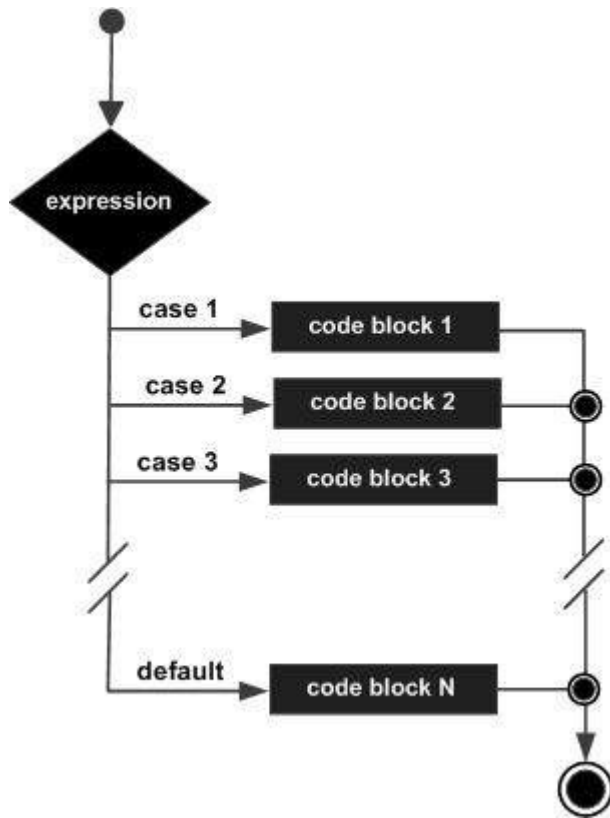 expression
case 1
code block 1
case 2
code block 2
case 3
code block 3
default
code block N